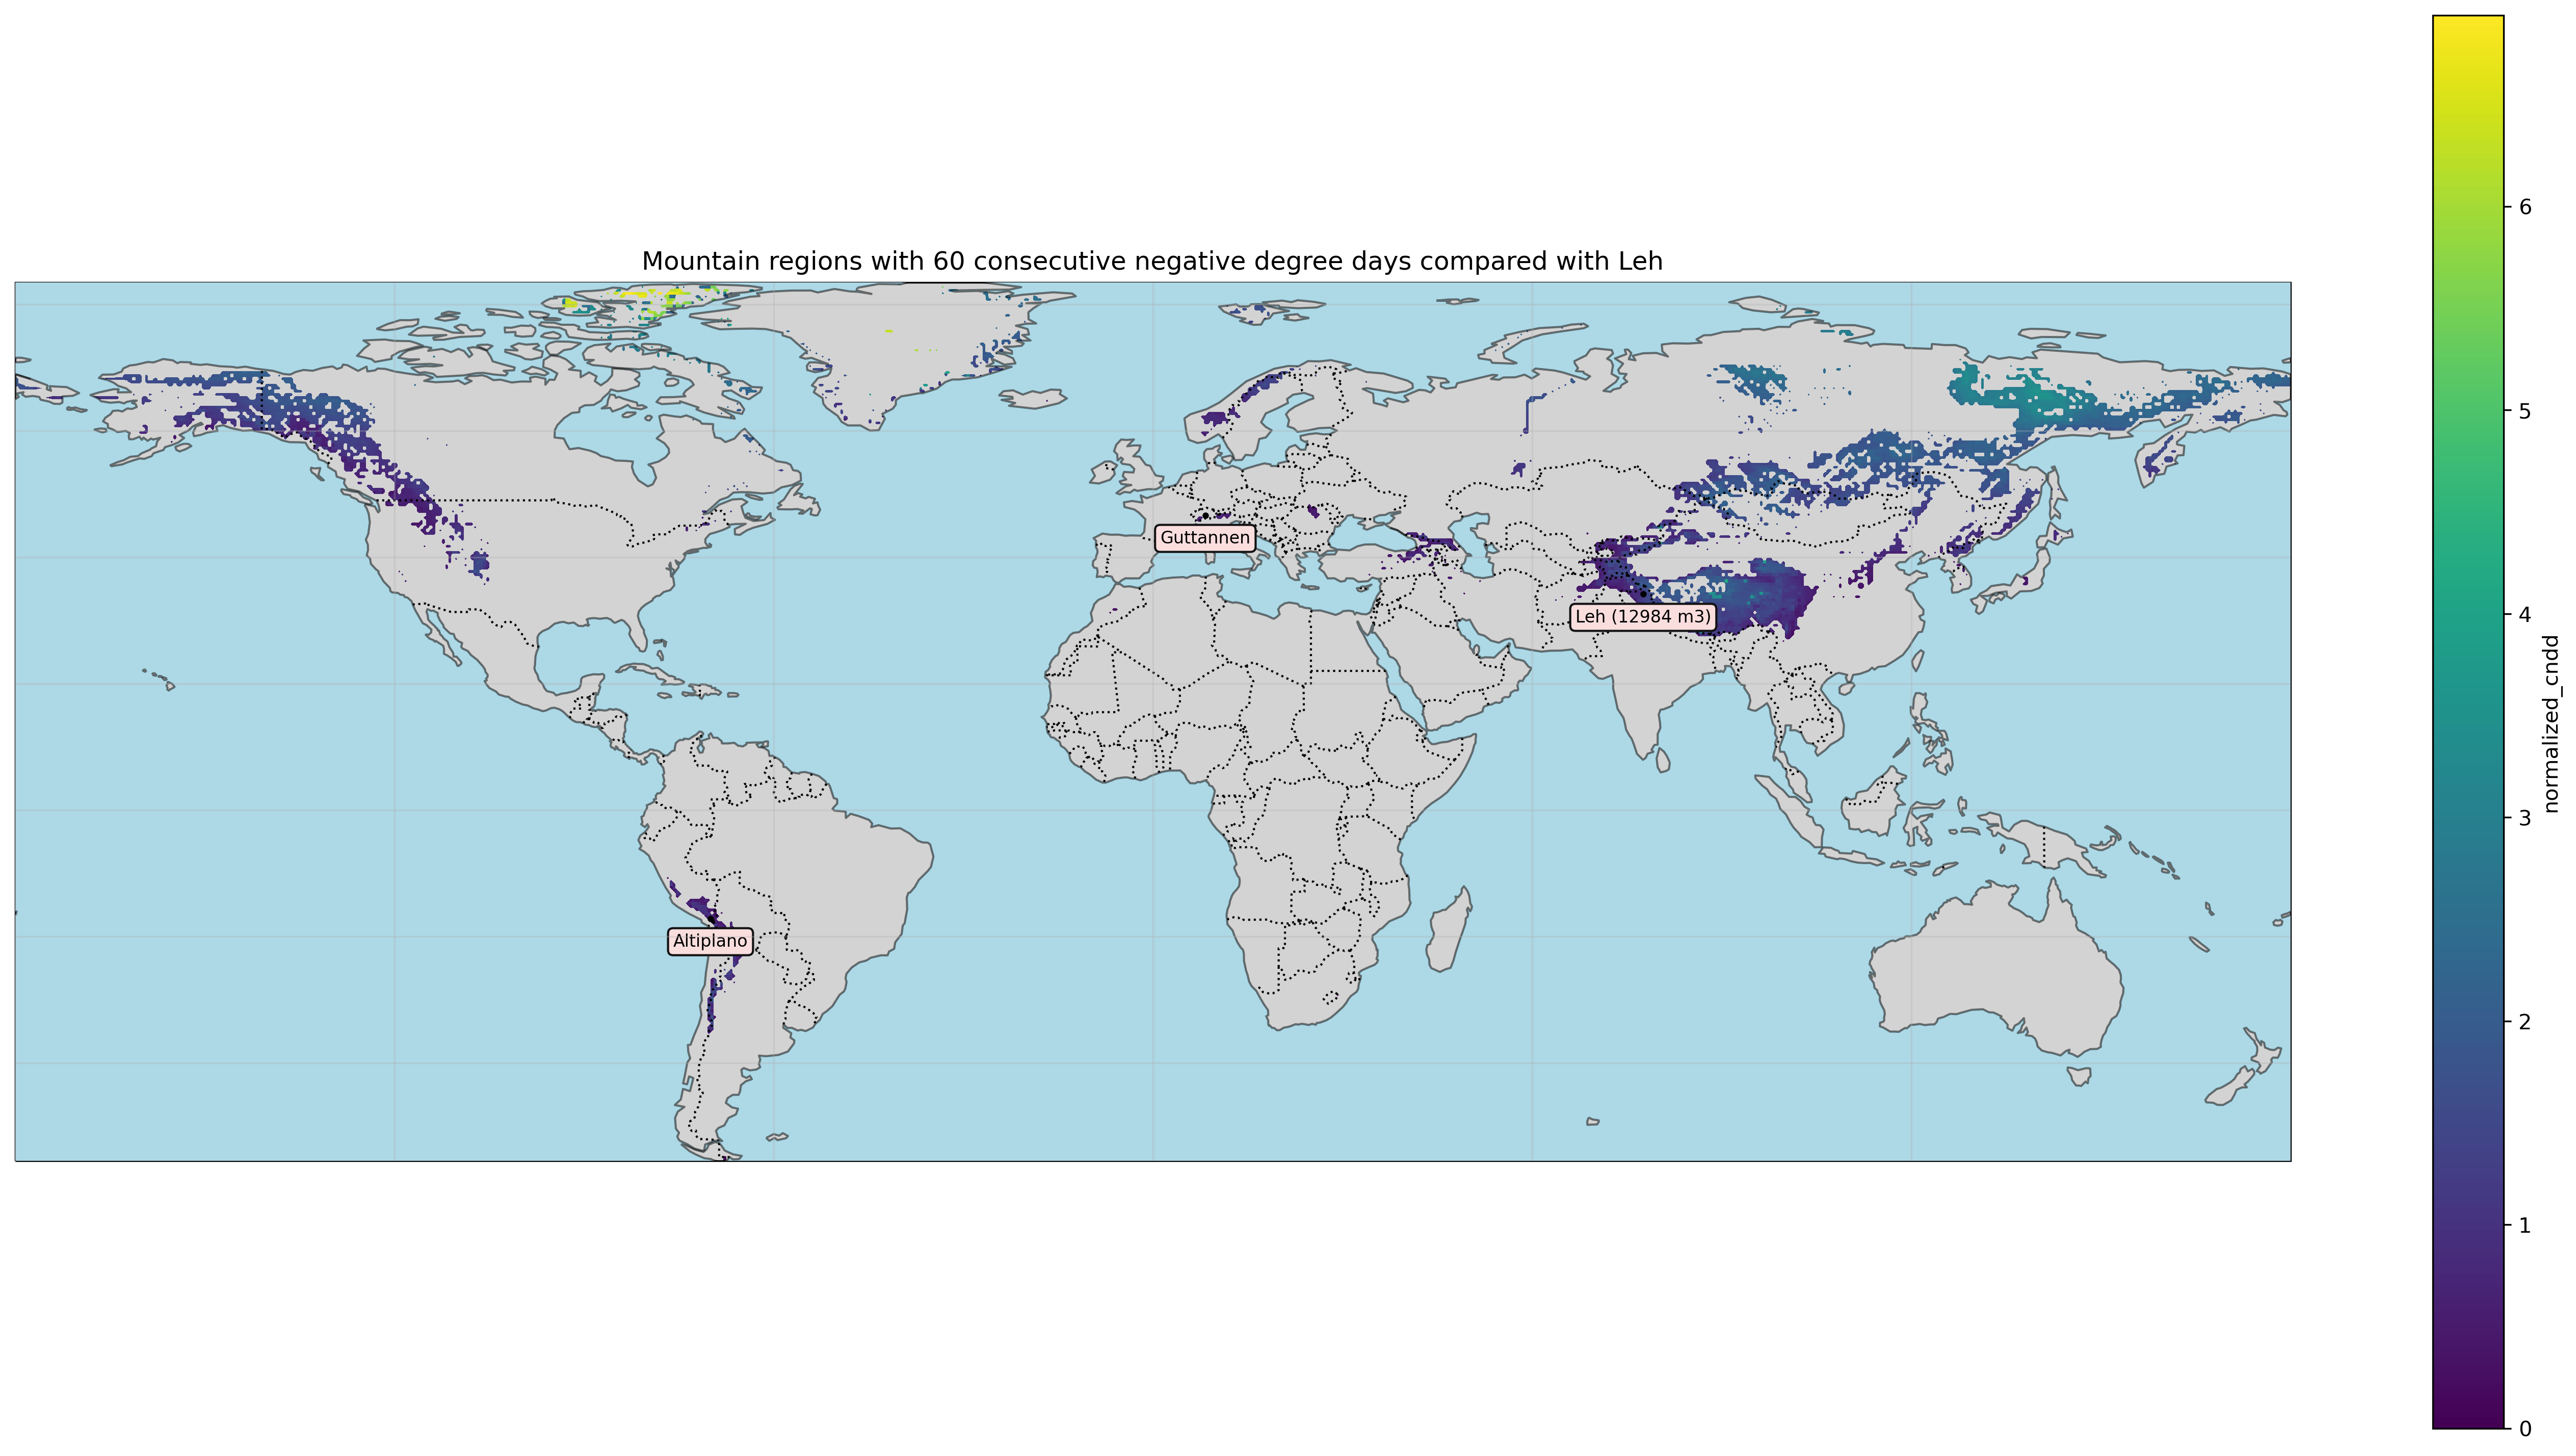 Mountain regions with 60 consecutive negative degree days compared with Leh
Guttannen
Leh (12984 m3)
Altiplano
6
5
4
3
2
1
0
normalized_cndd